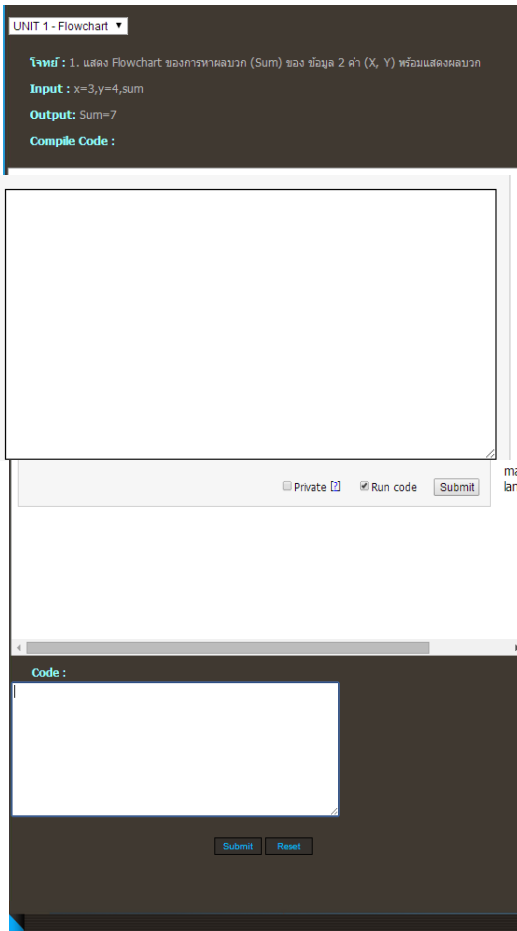 UNIT 1 - Flowchart
โจทย์ : 1. แสดง Flowchart ของการหาผลบวก (Sum) ของ ข้อมูล 2 ค่า (X, Y) พร้อมแสดงผลบวก
Input : x=3,y=4,sum
Output: Sum=7
Compile Code :
ma
Private [?] Run code Submit lan
Code :
Submit Reset